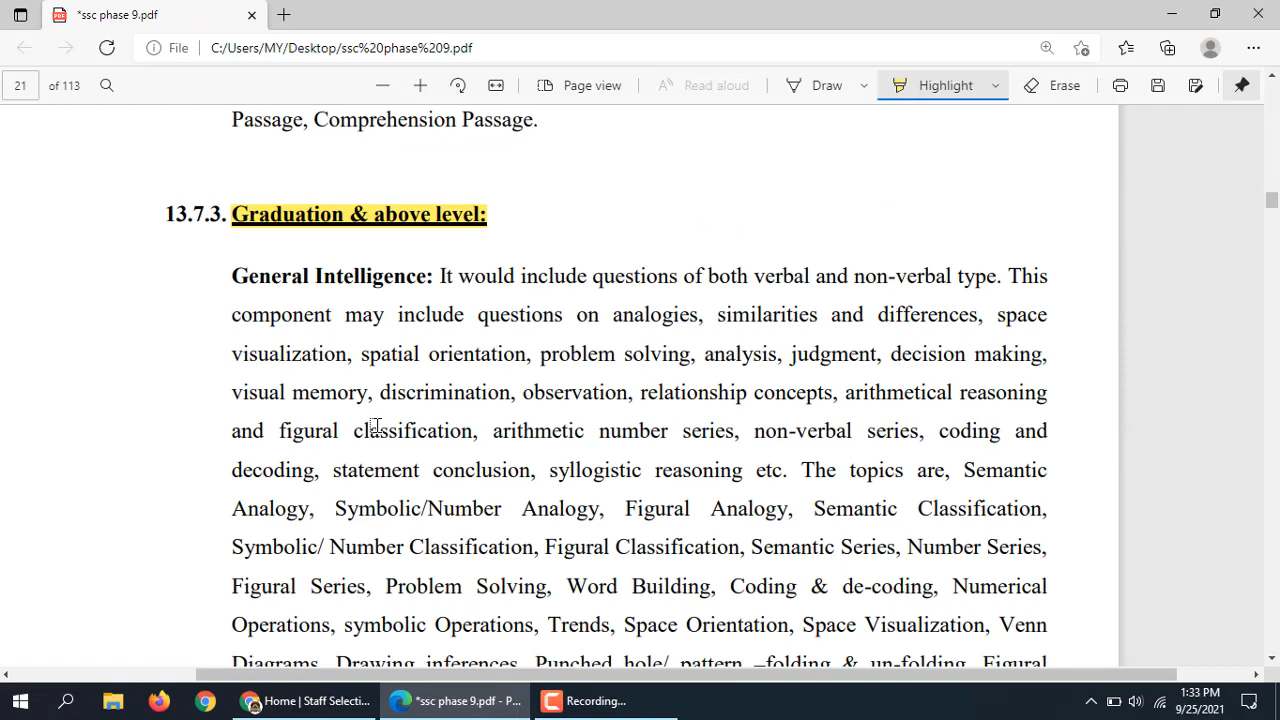 *ssc phase 9.pdf
File
C:/Users/MY/Desktop/ssc%20phase%209.pdf
21 of 113
Page view
Read aloud
Draw
Highlight
Erase
Passage, Comprehension Passage.
13.7.3. Graduation & above level:
General Intelligence: It would include questions of both verbal and non-verbal type. This
component may include questions on analogies, similarities and differences, space
visualization, spatial orientation, problem solving, analysis, judgment, decision making,
visual memory, discrimination, observation, relationship concepts, arithmetical reasoning
and figural classification, arithmetic number series, non-verbal series, coding and
decoding, statement conclusion, syllogistic reasoning etc. The topics are, Semantic
Analogy, Symbolic/Number Analogy, Figural Analogy, Semantic Classification,
Symbolic/ Number Classification, Figural Classification, Semantic Series, Number Series,
Figural Series, Problem Solving, Word Building, Coding & de-coding, Numerical
Operations, symbolic Operations, Trends, Space Orientation, Space Visualization, Venn
Diagrams, Drawing inferences, Punched hole/ pattern –folding & un-folding, Figural
Home | Staff Selecti...
*ssc phase 9.pdf - P...
Recording...
1:33 PM
9/25/2021